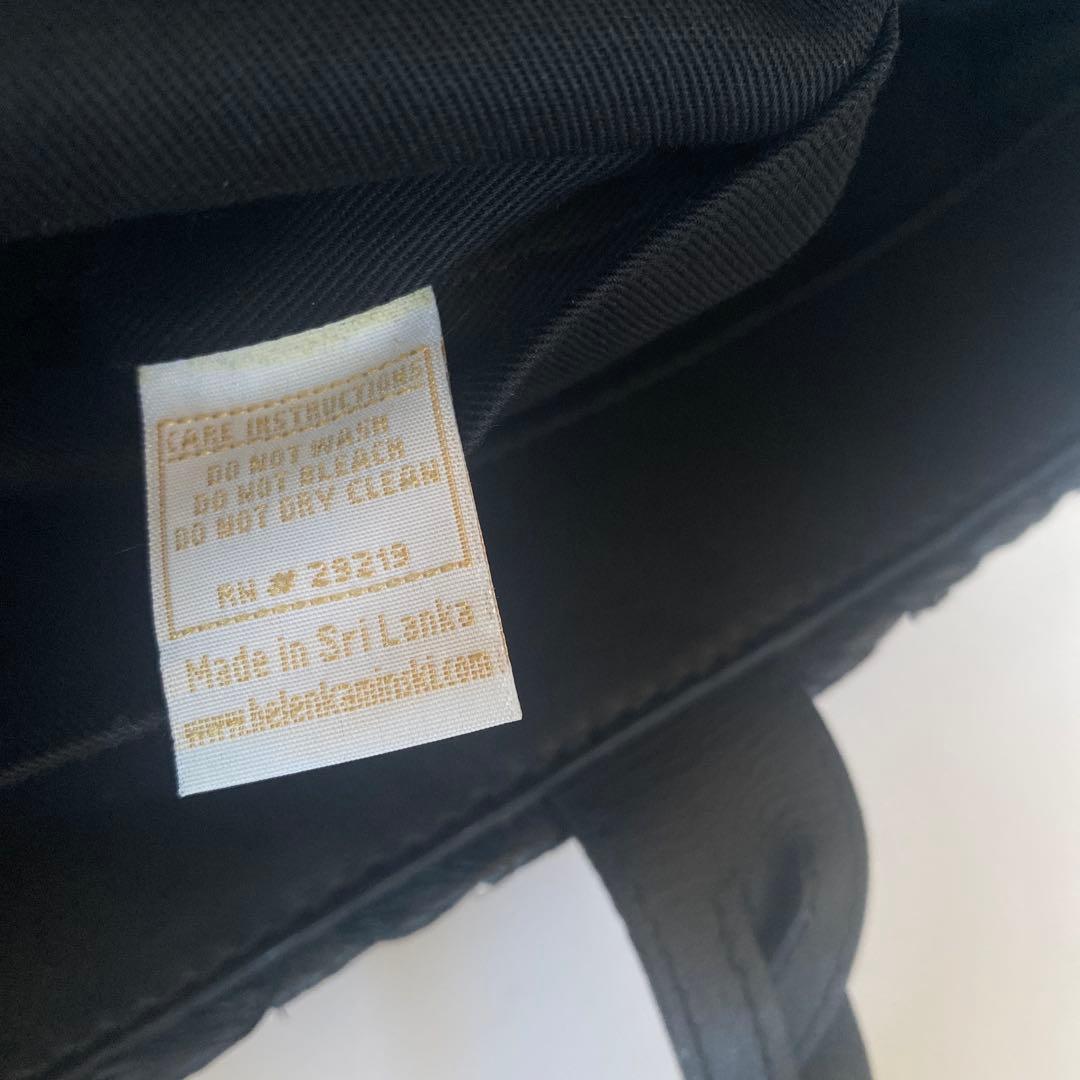 CARE INSTRUCTIONS
DO NOT WASH
DO NOT BLEACH
DO NOT DRY CLEAN
RN # 29219
Made in Sri Lanka
www.helenkaminski.com